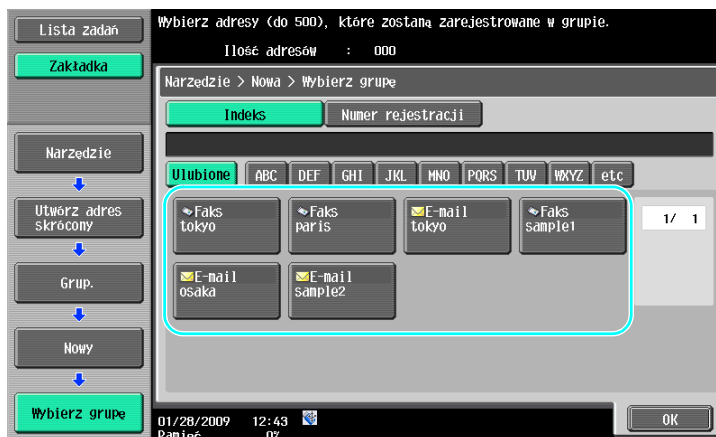 Lista zadań
Zakładka
Wybierz adresy (do 500), które zostaną zarejestrowane w grupie.
Ilość adresów : 000
Narzędzie > Nowa > Wybierz grupę
Indeks
Numer rejestracji
Ulubione ABC DEF GHI JKL MNO PQRS TUV WXYZ etc
Faks
tokyo
Faks
paris
E-mail
tokyo
Faks
sample1
1/ 1
E-mail
osaka
E-mail
sample2
Narzędzie
Utwórz adres
skrócony
Grup.
Nowy
Wybierz grupę
01/28/2009 12:43
Pamięć 0%
OK